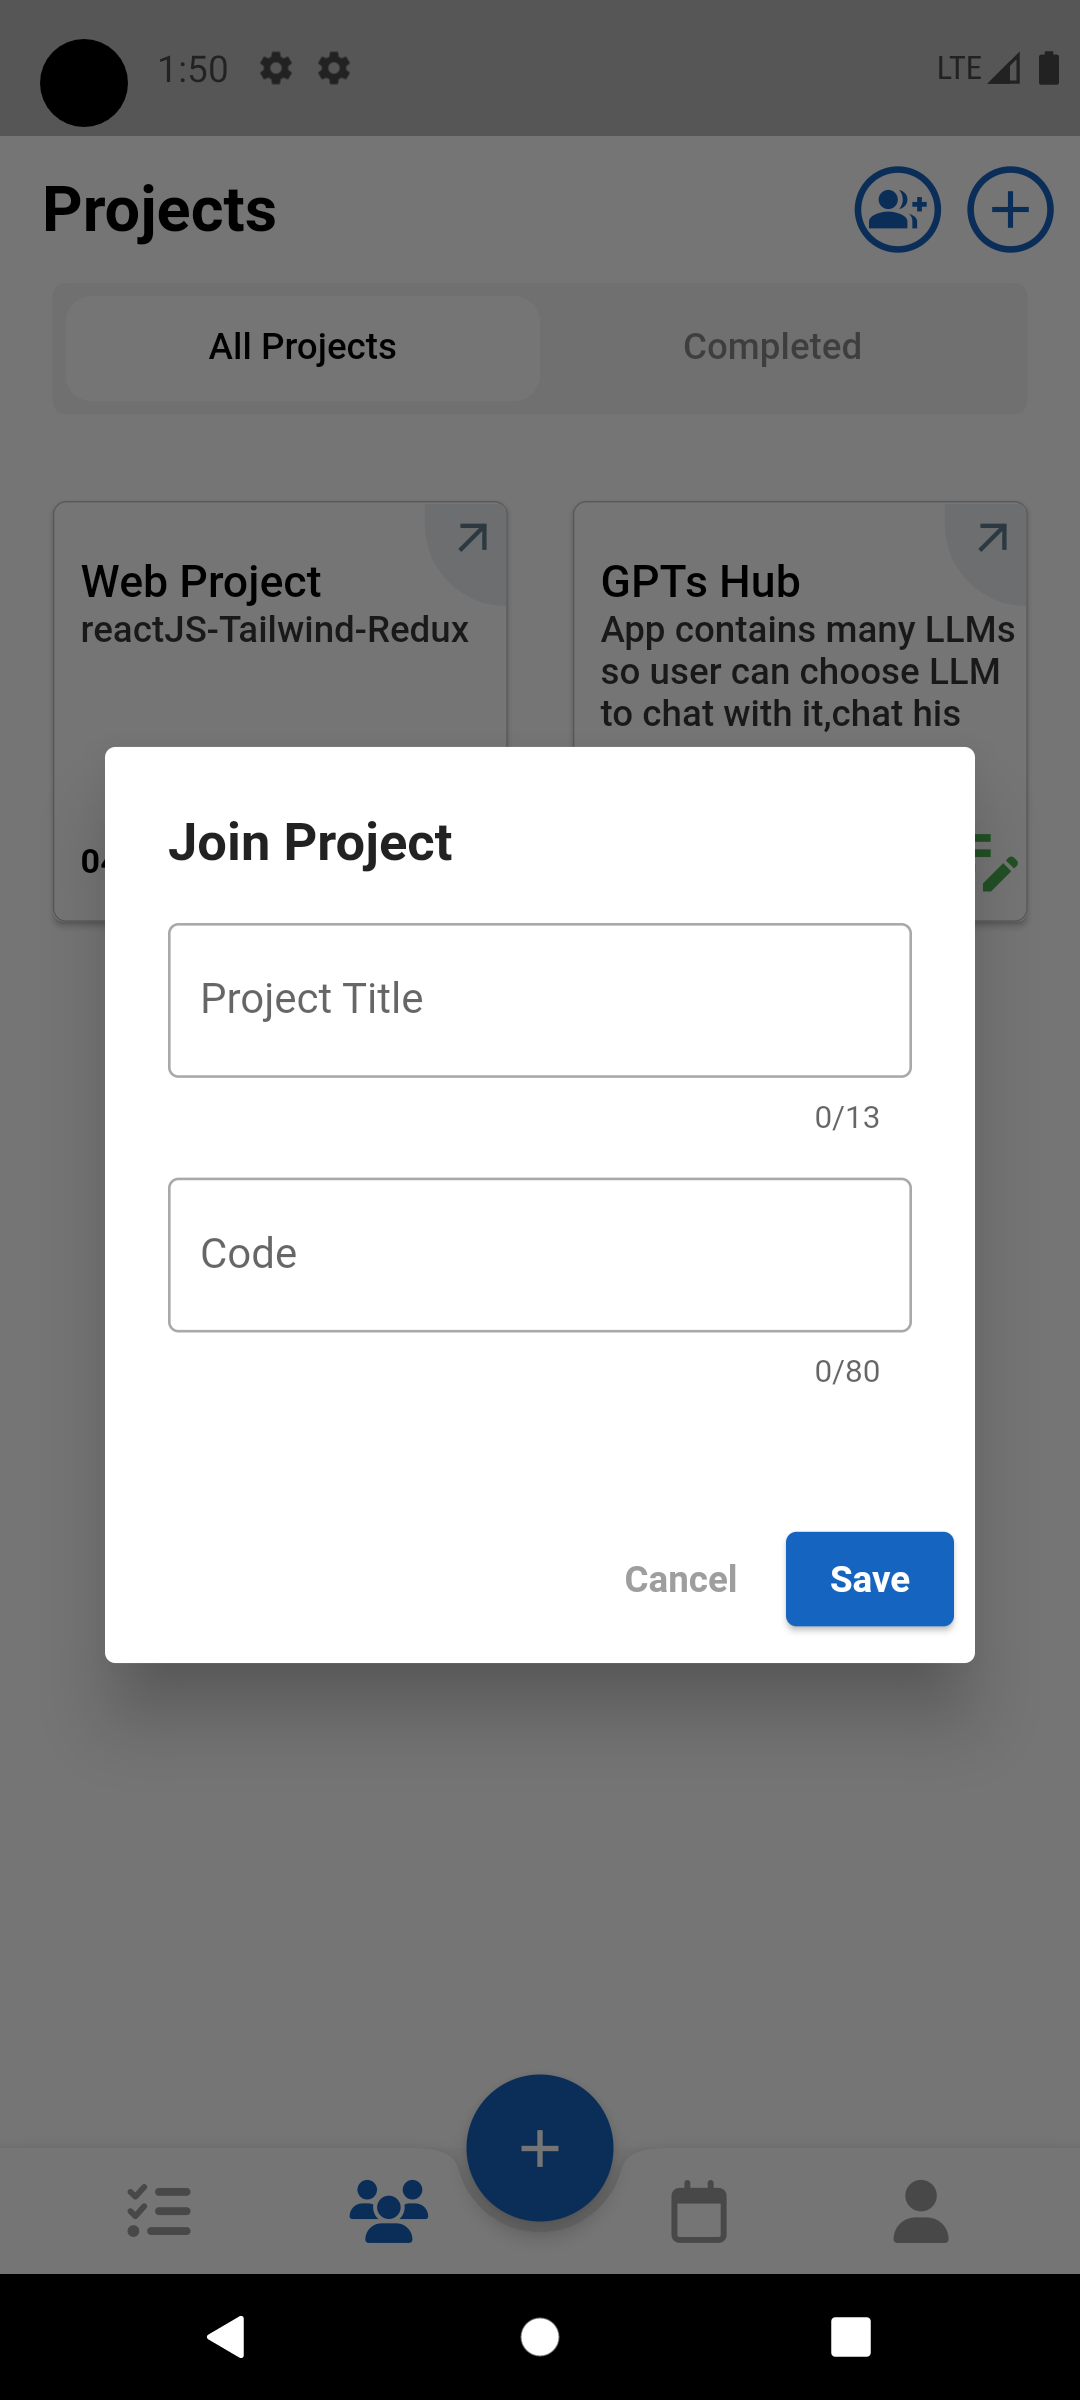 1:50
LTE
Projects
All Projects
Completed
Web Project
reactJS-Tailwind-Redux
GPTs Hub
App contains many LLMs
so user can choose LLM
to chat with it,chat his
Join Project
Project Title
0/13
Code
0/80
Cancel
Save